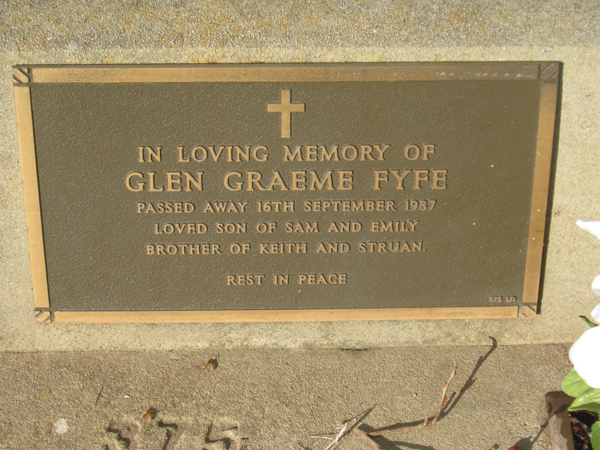 IN LOVING MEMORY OF
GLEN GRAEME FYFE
PASSED AWAY 16TH SEPTEMBER 1987
LOVED SON OF SAM AND EMILY
BROTHER OF KEITH AND STRUAN.
REST IN PEACE
375